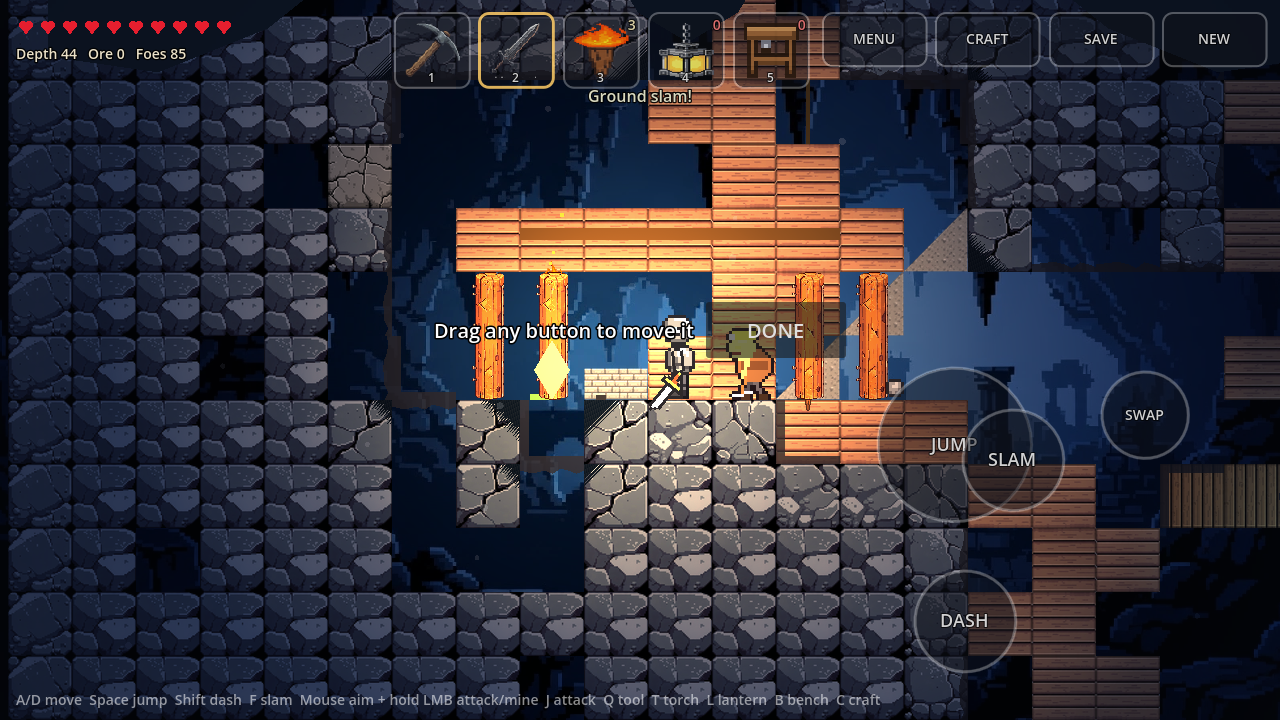 3 0 0
MENU CRAFT SAVE NEW
Depth 44 Ore 0 Foes 85
1 2 3 4 5
Ground slam!
Drag any button to move it DONE
SWAP
JUMP
SLAM
DASH
A/D move Space jump Shift dash F slam Mouse aim + hold LMB attack/mine J attack Q tool T torch L lantern B bench C craft